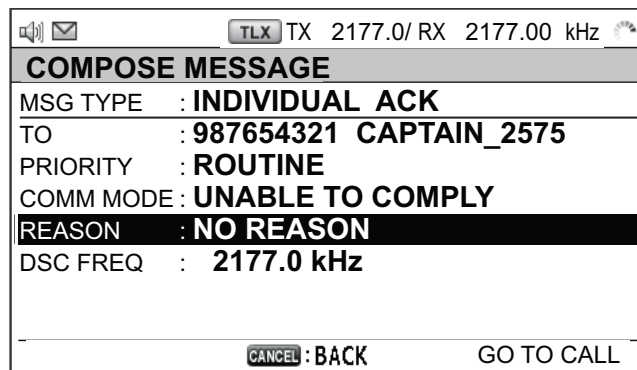 TLX TX 2177.0/ RX 2177.00 kHz
COMPOSE MESSAGE
MSG TYPE : INDIVIDUAL ACK
TO : 987654321 CAPTAIN_2575
PRIORITY : ROUTINE
COMM MODE : UNABLE TO COMPLY
REASON : NO REASON
DSC FREQ : 2177.0 kHz
CANCEL : BACK GO TO CALL